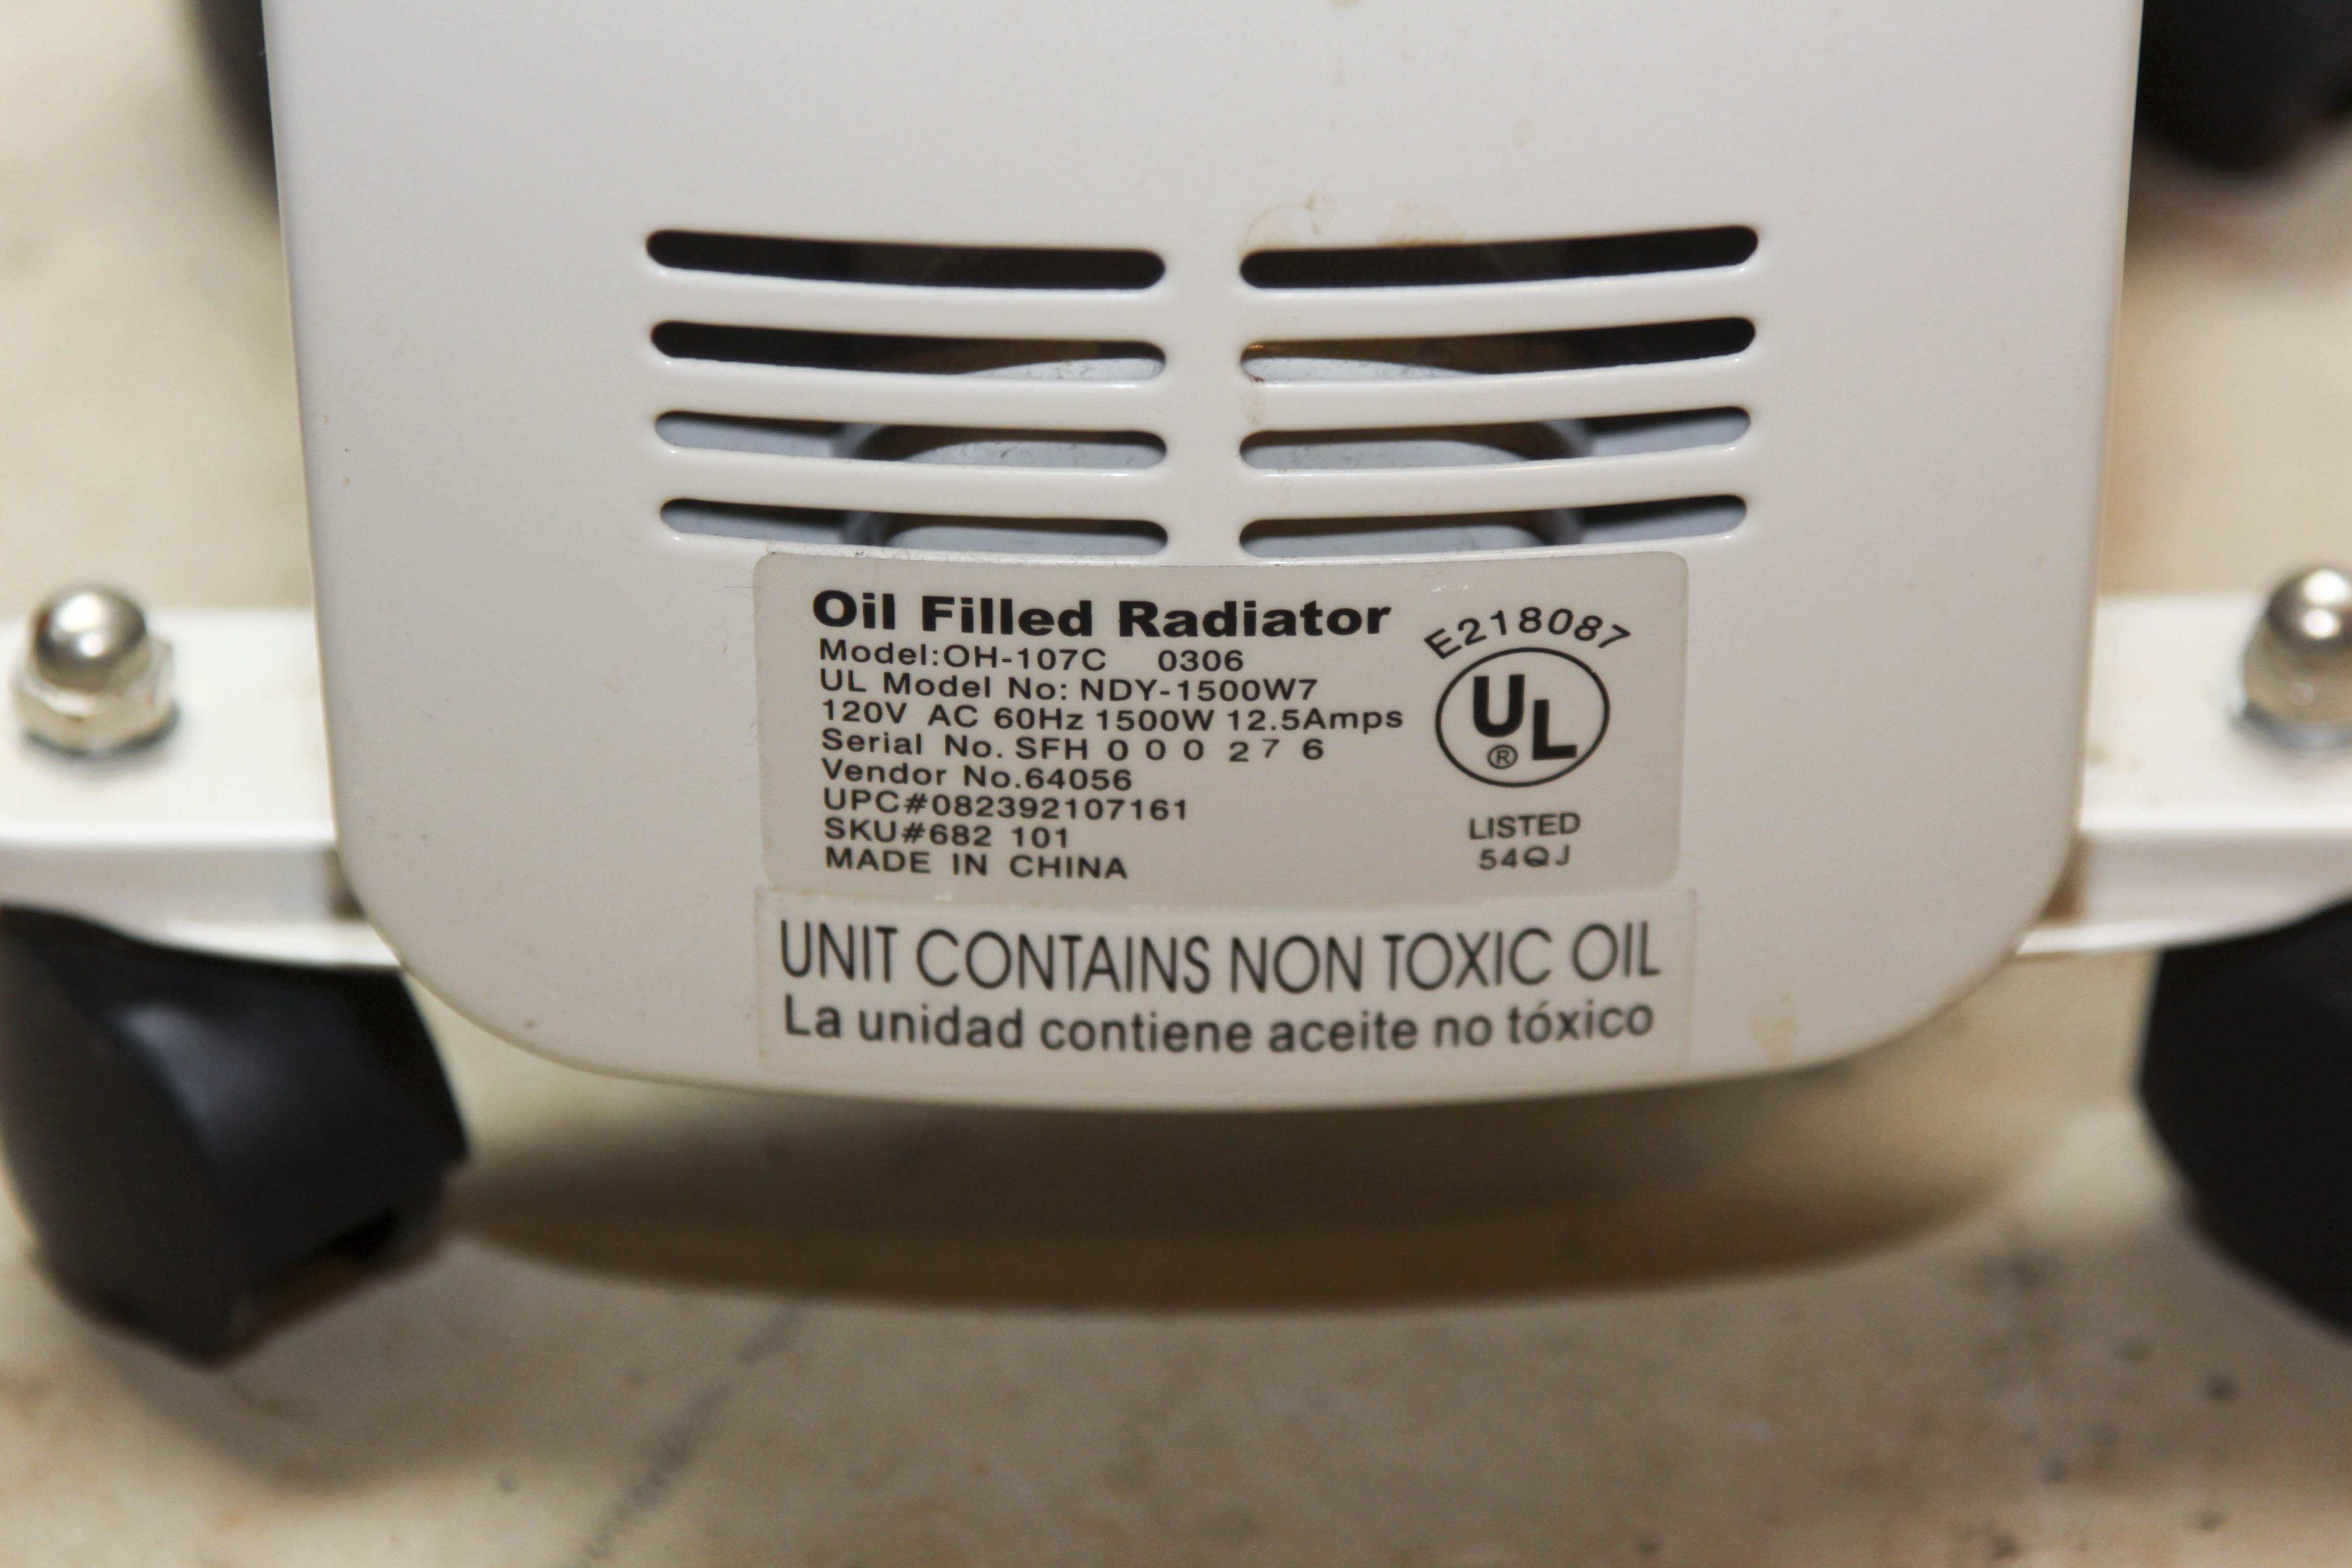 Oil Filled Radiator
Model:OH-107C 0306
UL Model No: NDY-1500W7
120V AC 60Hz 1500W 12.5Amps
Serial No. SFH 0 0 0 2 7 6
Vendor No.64056
UPC#082392107161
SKU#682 101
MADE IN CHINA
E218087
UL
®
LISTED
54QJ
UNIT CONTAINS NON TOXIC OIL
La unidad contiene aceite no tóxico